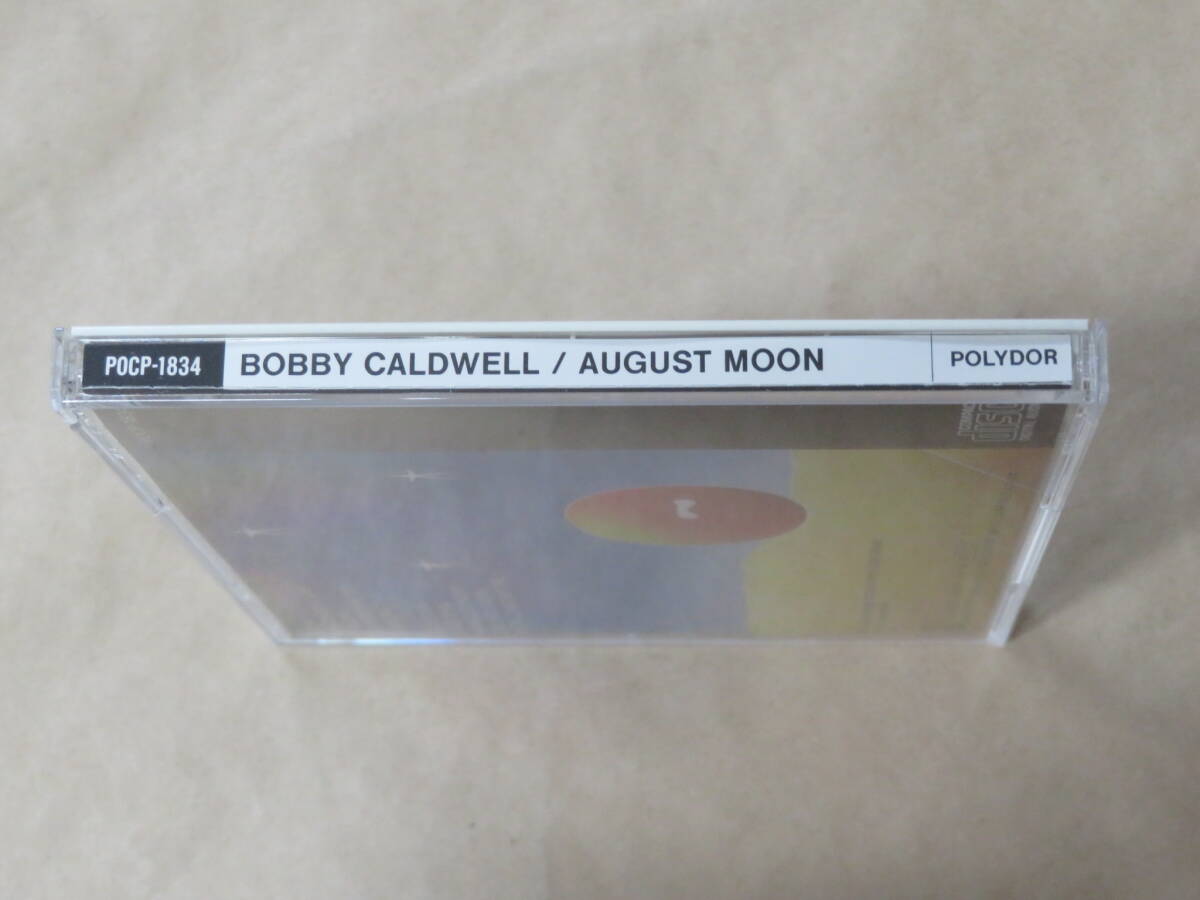 POCP-1834 BOBBY CALDWELL / AUGUST MOON POLYDOR